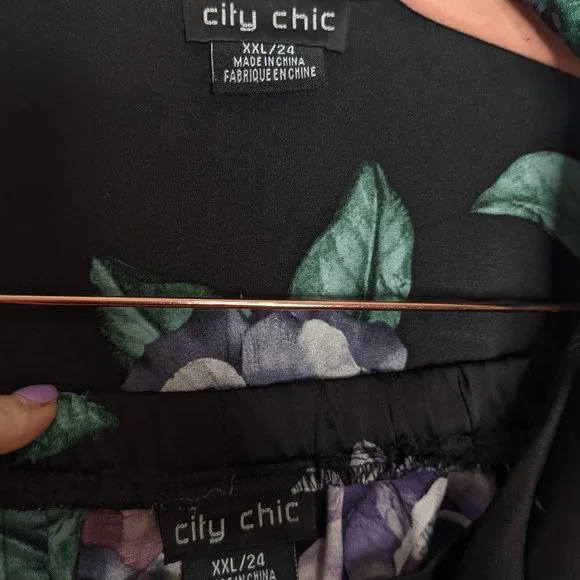 city chic
XXL/24
MADE IN CHINA
FABRIQUE EN CHINE
city chic
XXL/24